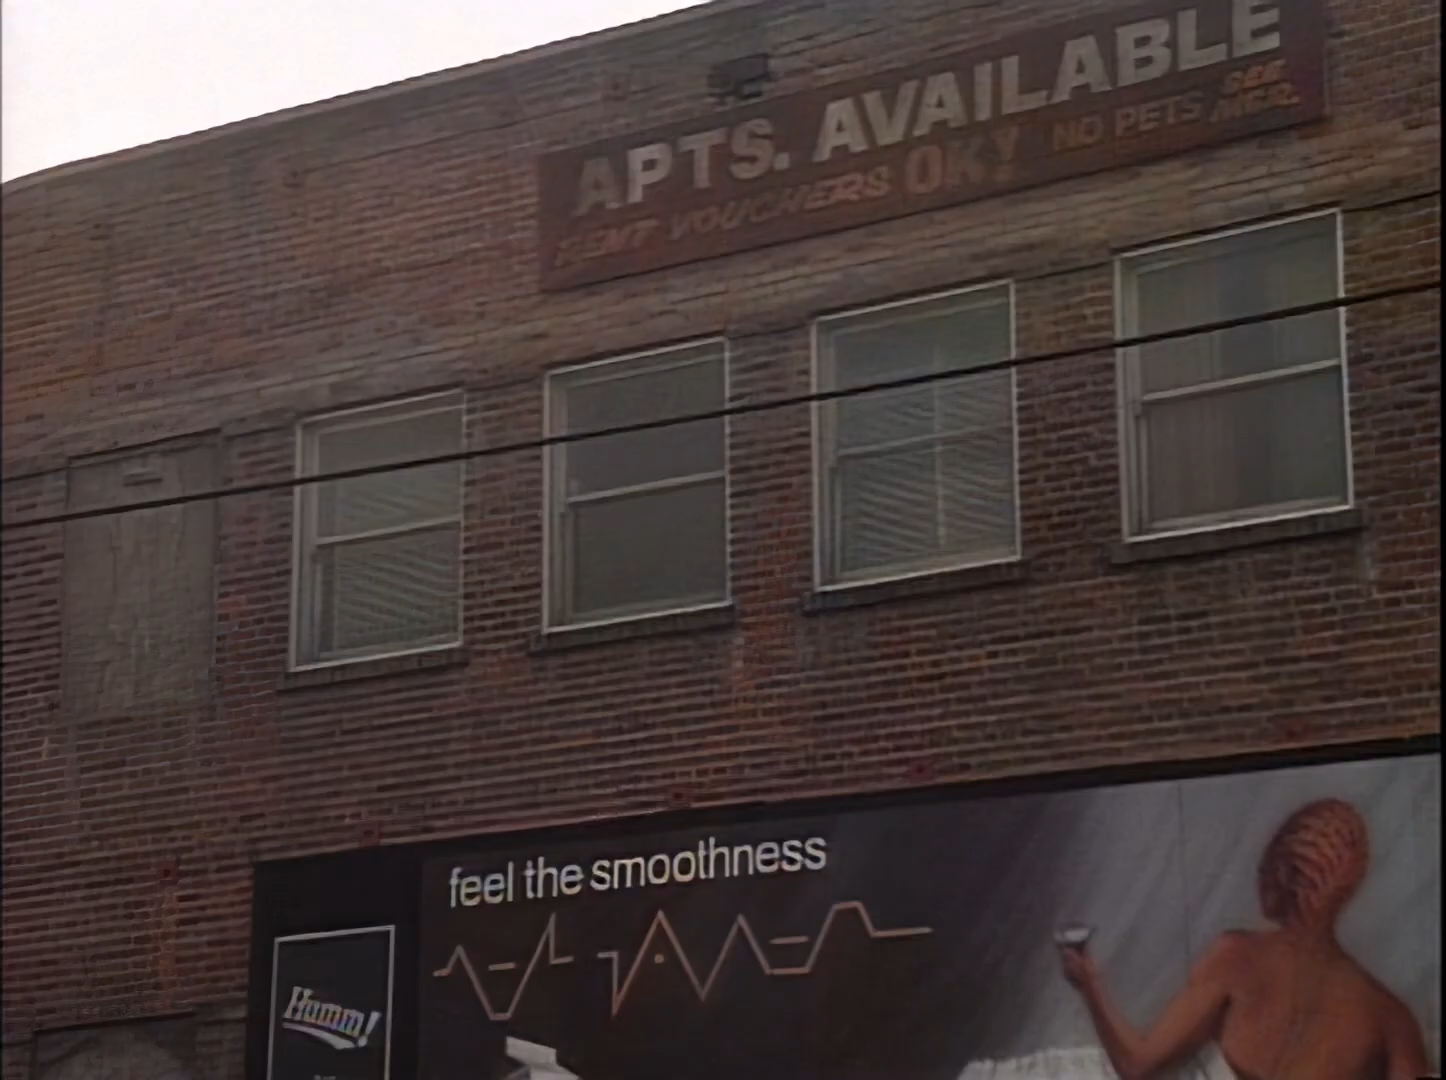 APTS. AVAILABLE
RENT VOUCHERS OK! NO PETS SEE MGR.
feel the smoothness
Humm!